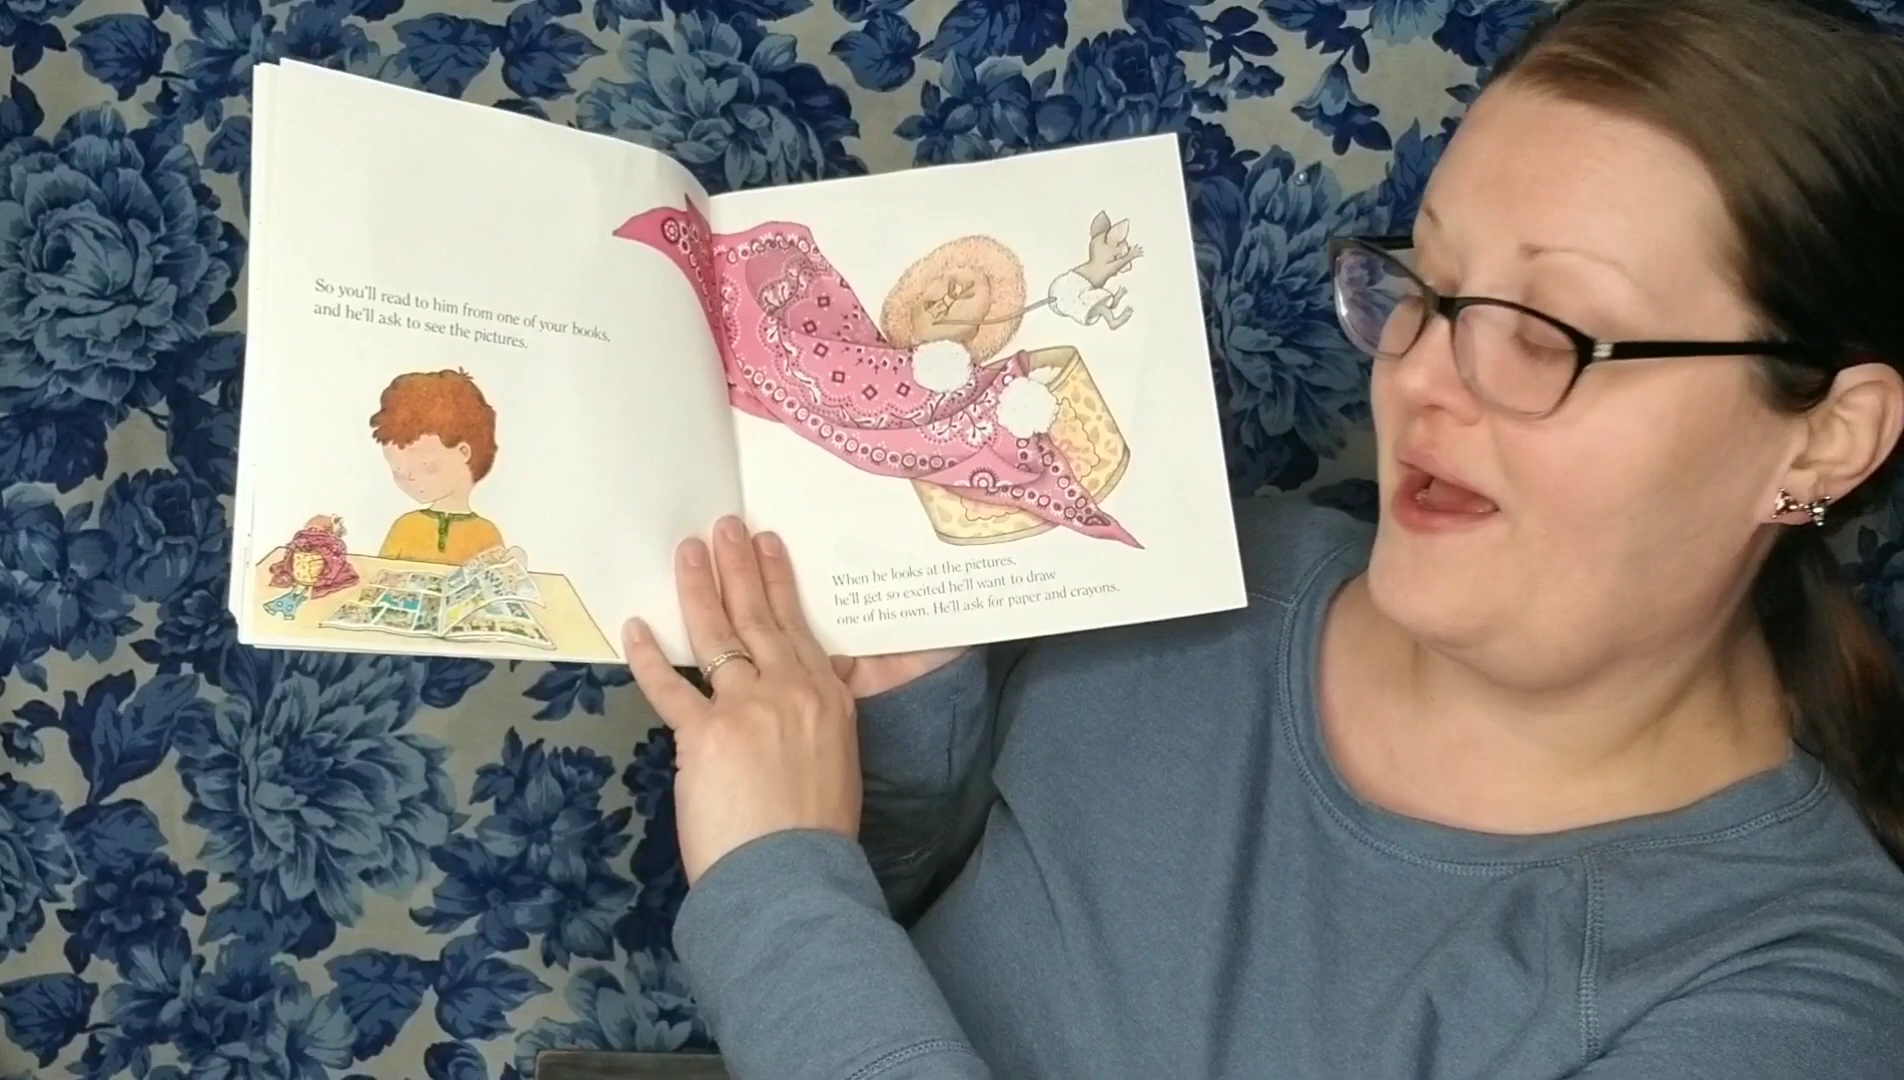 So you'll read to him from one of your books,
and he'll ask to see the pictures.
When he looks at the pictures,
he'll get so excited he'll want to draw
one of his own. He'll ask for paper and crayons.